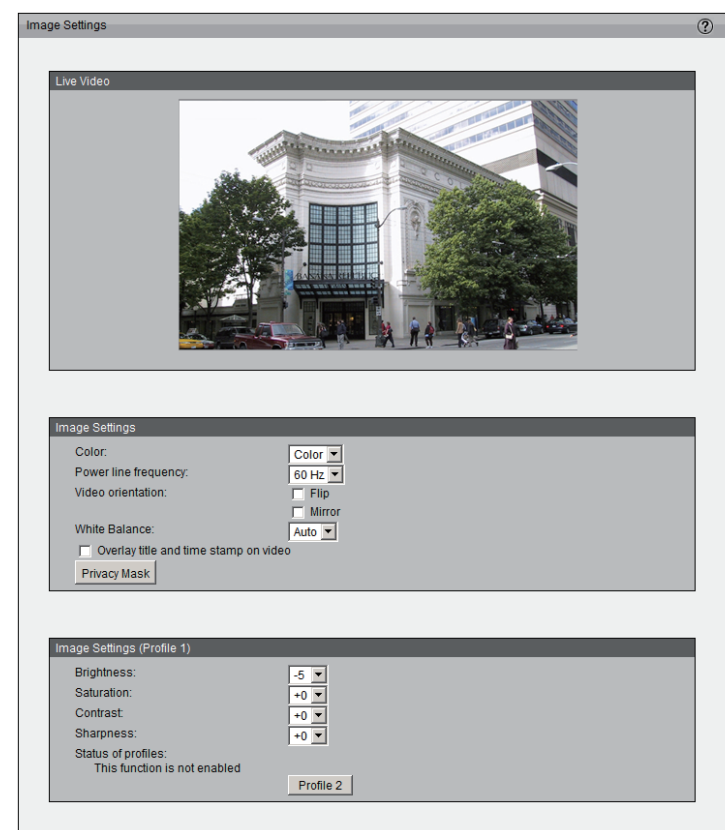 Image Settings ?
Live Video
Image Settings
Color: Color
Power line frequency: 60 Hz
Video orientation: Flip
Mirror
White Balance: Auto
Overlay title and time stamp on video
Privacy Mask
Image Settings (Profile 1)
Brightness: -5
Saturation: +0
Contrast: +0
Sharpness: +0
Status of profiles:
This function is not enabled
Profile 2